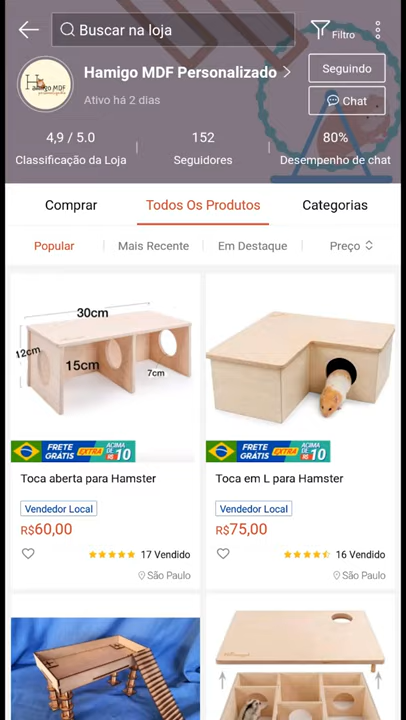 Buscar na loja
Filtro
Hamigo MDF
personalizado
Hamigo MDF Personalizado
Ativo há 2 dias
Seguindo
Chat
4,9 / 5.0
Classificação da Loja
152
Seguidores
80%
Desempenho de chat
Comprar
Todos Os Produtos
Categorias
Popular
Mais Recente
Em Destaque
Preço
30cm
12cm
15cm
7cm
FRETE GRÁTIS EXTRA ACIMA DE R$10
Toca aberta para Hamster
Vendedor Local
R$60,00
17 Vendido
São Paulo
FRETE GRÁTIS EXTRA ACIMA DE R$10
Toca em L para Hamster
Vendedor Local
R$75,00
16 Vendido
São Paulo